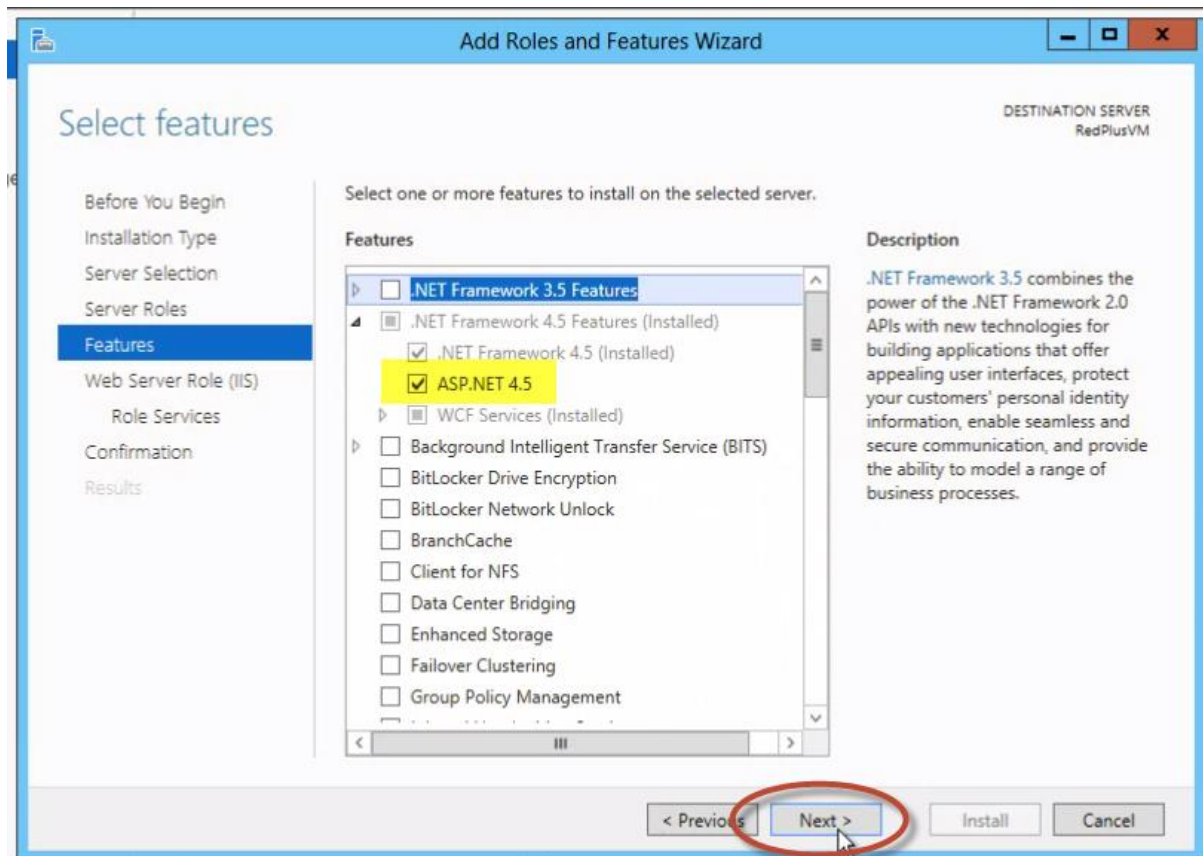 Add Roles and Features Wizard
Select features
DESTINATION SERVER
RedPlusVM
Before You Begin
Installation Type
Server Selection
Server Roles
Features
Web Server Role (IIS)
Role Services
Confirmation
Results
Select one or more features to install on the selected server.
Features
.NET Framework 3.5 Features
.NET Framework 4.5 Features (Installed)
.NET Framework 4.5 (Installed)
ASP.NET 4.5
WCF Services (Installed)
Background Intelligent Transfer Service (BITS)
BitLocker Drive Encryption
BitLocker Network Unlock
BranchCache
Client for NFS
Data Center Bridging
Enhanced Storage
Failover Clustering
Group Policy Management
Description
.NET Framework 3.5 combines the
power of the .NET Framework 2.0
APIs with new technologies for
building applications that offer
appealing user interfaces, protect
your customers' personal identity
information, enable seamless and
secure communication, and provide
the ability to model a range of
business processes.
< Previous
Next >
Install
Cancel